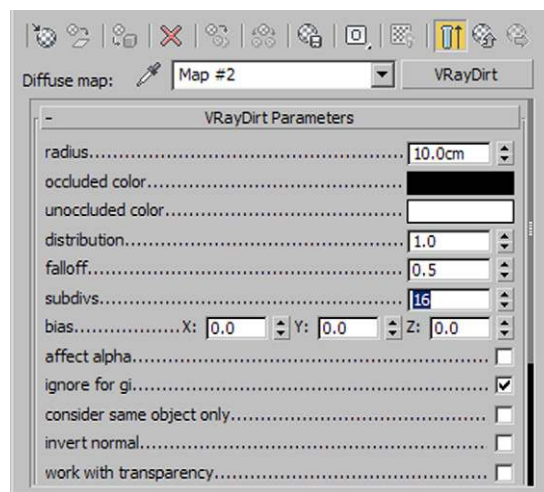 Diffuse map: Map #2 VRayDirt
- VRayDirt Parameters
radius.................................................... 10.0cm
occluded color...........................................
unoccluded color........................................
distribution............................................... 1.0
falloff..................................................... 0.5
subdivs................................................... 16
bias.................X: 0.0 Y: 0.0 Z: 0.0
affect alpha............................................................
ignore for gi............................................................
consider same object only...........................................
invert normal...........................................................
work with transparency..............................................